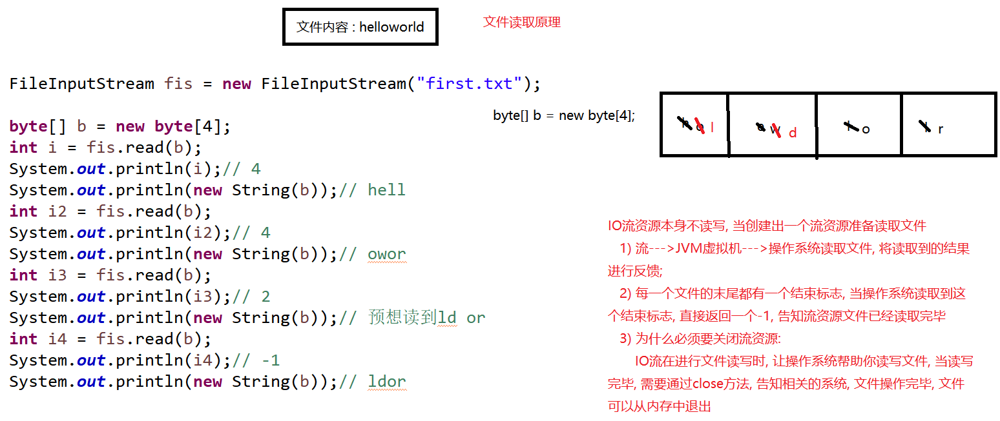 文件内容 : helloworld
文件读取原理
FileInputStream fis = new FileInputStream("first.txt");
byte[] b = new byte[4];
int i = fis.read(b);
System.out.println(i);// 4
System.out.println(new String(b));// hell
int i2 = fis.read(b);
System.out.println(i2);// 4
System.out.println(new String(b));// owor
int i3 = fis.read(b);
System.out.println(i3);// 2
System.out.println(new String(b));// 预想读到ld or
int i4 = fis.read(b);
System.out.println(i4);// -1
System.out.println(new String(b));// ldor
byte[] b = new byte[4];
h o l e w d l o l r
IO流资源本身不读写, 当创建出一个流资源准备读取文件
1) 流--->JVM虚拟机--->操作系统读取文件, 将读取到的结果
进行反馈;
2) 每一个文件的末尾都有一个结束标志, 当操作系统读取到这
个结束标志, 直接返回一个-1, 告知流资源文件已经读取完毕
3) 为什么必须要关闭流资源:
IO流在进行文件读写时, 让操作系统帮助你读写文件, 当读写
完毕, 需要通过close方法, 告知相关的系统, 文件操作完毕, 文件
可以从内存中退出